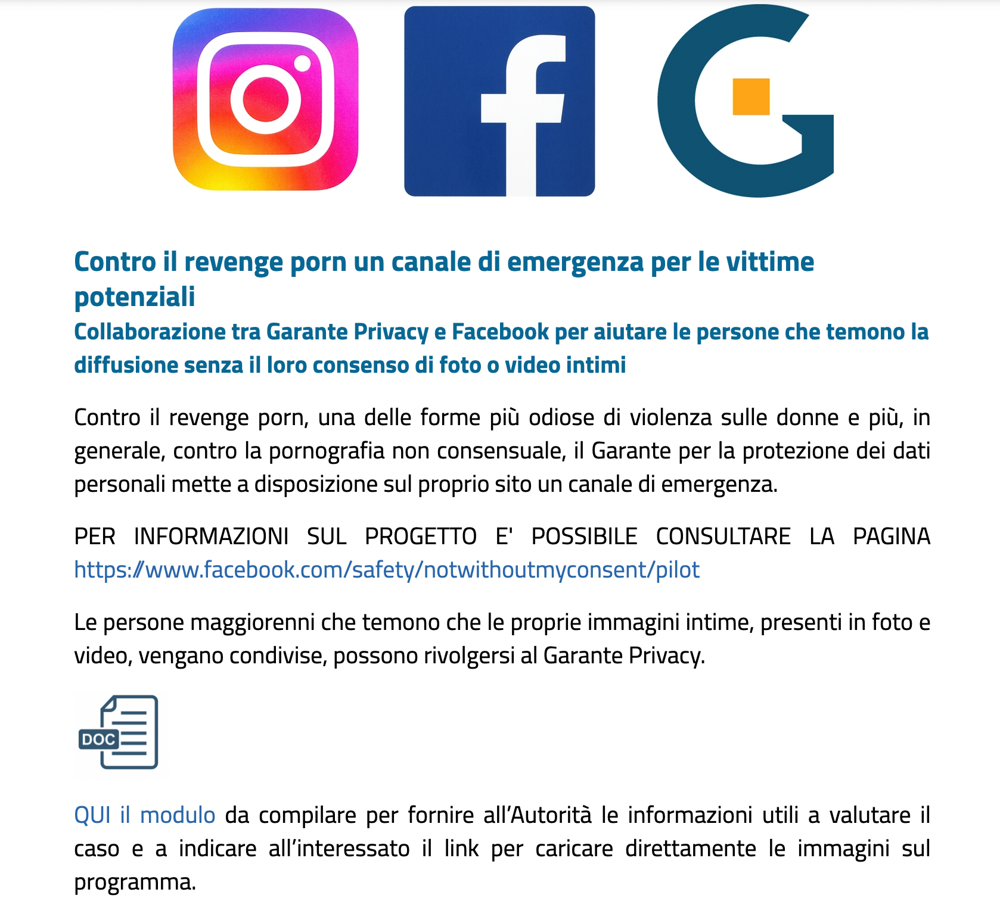 Contro il revenge porn un canale di emergenza per le vittime
potenziali
Collaborazione tra Garante Privacy e Facebook per aiutare le persone che temono la
diffusione senza il loro consenso di foto o video intimi
Contro il revenge porn, una delle forme più odiose di violenza sulle donne e più, in
generale, contro la pornografia non consensuale, il Garante per la protezione dei dati
personali mette a disposizione sul proprio sito un canale di emergenza.
PER INFORMAZIONI SUL PROGETTO E' POSSIBILE CONSULTARE LA PAGINA
https://www.facebook.com/safety/notwithoutmyconsent/pilot
Le persone maggiorenni che temono che le proprie immagini intime, presenti in foto e
video, vengano condivise, possono rivolgersi al Garante Privacy.
DOC
QUI il modulo da compilare per fornire all’Autorità le informazioni utili a valutare il
caso e a indicare all’interessato il link per caricare direttamente le immagini sul
programma.